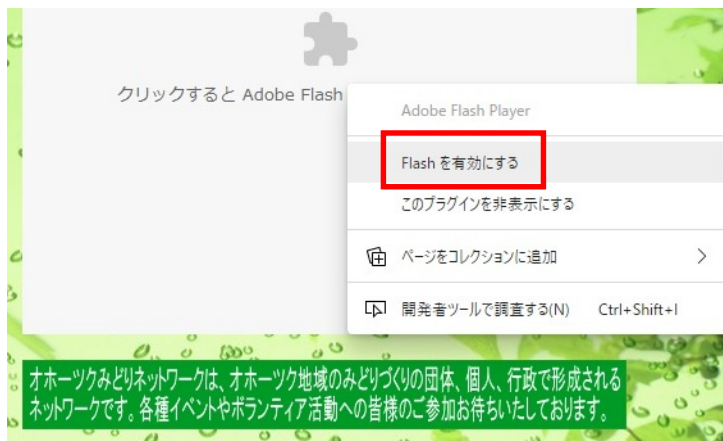 クリックすると Adobe Flash
Adobe Flash Player
Flash を有効にする
このプラグインを非表示にする
ページをコレクションに追加
開発者ツールで調査する(N) Ctrl+Shift+I
オホーツクみどりネットワークは、オホーツク地域のみどりづくりの団体、個人、行政で形成される
ネットワークです。各種イベントやボランティア活動への皆様のご参加お待ちいたしております。